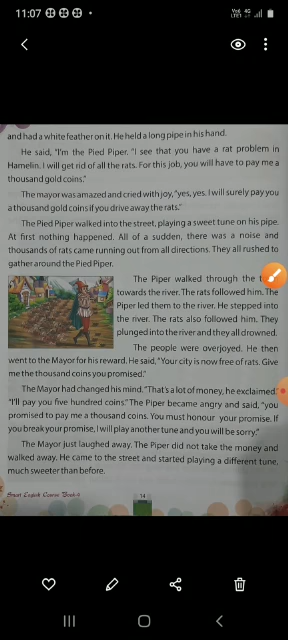 11:07
Vo) 4G
LTE1
and had a white feather on it. He held a long pipe in his hand.
He said, "I'm the Pied Piper. "I see that you have a rat problem in
Hamelin. I will get rid of all the rats. For this job, you will have to pay me a
thousand gold coins."
The mayor was amazed and cried with joy, "yes, yes. I will surely pay you
a thousand gold coins if you drive away the rats."
The Pied Piper walked into the street, playing a sweet tune on his pipe.
At first nothing happened. All of a sudden, there was a noise and
thousands of rats came running out from all directions. They all rushed to
gather around the Pied Piper.
The Piper walked through the
towards the river. The rats followed him. The
Piper led them to the river. He stepped into
the river. The rats also followed him. They
plunged into the river and they all drowned.
The people were overjoyed. He then
went to the Mayor for his reward. He said, "Your city is now free of rats. Give
me the thousand coins you promised."
The Mayor had changed his mind. "That's a lot of money, he exclaimed."
"I'll pay you five hundred coins." The Piper became angry and said, "you
promised to pay me a thousand coins. You must honour your promise. If
you break your promise, I will play another tune and you will be sorry."
The Mayor just laughed away. The Piper did not take the money and
walked away. He came to the street and started playing a different tune,
much sweeter than before.
Smart English Course Book-4
14